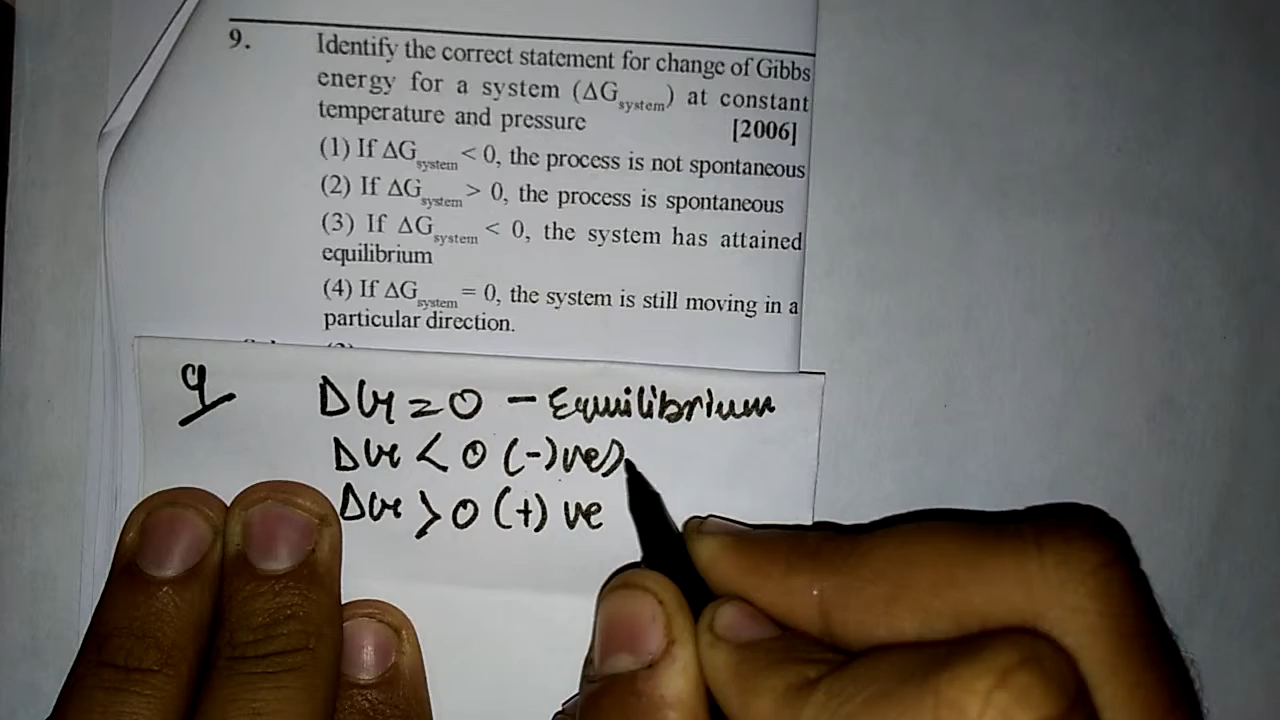 9. Identify the correct statement for change of Gibbs
energy for a system (ΔGsystem) at constant
temperature and pressure [2006]
(1) If ΔGsystem < 0, the process is not spontaneous
(2) If ΔGsystem > 0, the process is spontaneous
(3) If ΔGsystem < 0, the system has attained
equilibrium
(4) If ΔGsystem = 0, the system is still moving in a
particular direction.
9 ΔG = 0 - Equilibrium
ΔG < 0 (-)ve
ΔG > 0 (+) ve